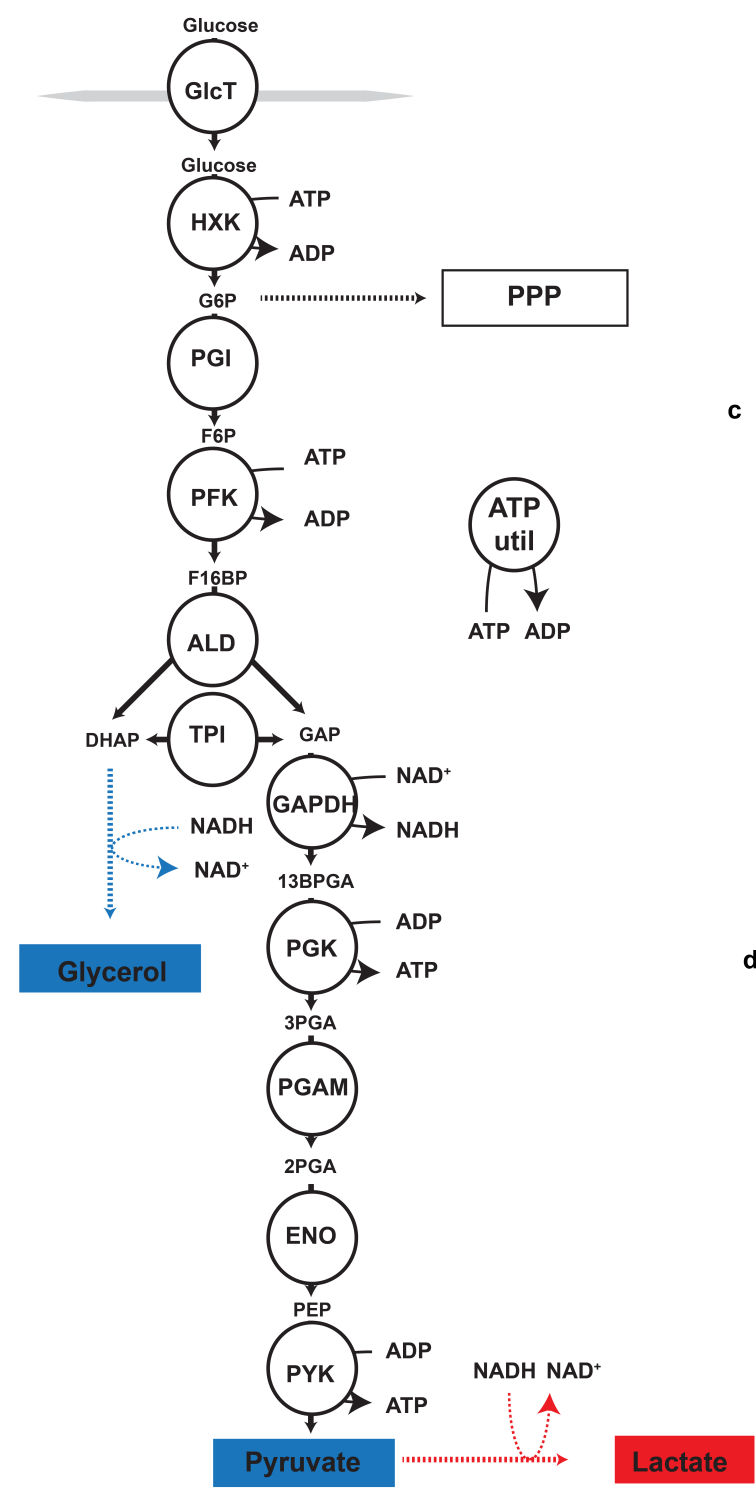 Glucose
GlcT
Glucose
HXK
ATP
ADP
G6P
PPP
PGI
c
F6P
PFK
ATP
ADP
ATP
util
ATP ADP
F16BP
ALD
DHAP
TPI
GAP
GAPDH
NAD⁺
NADH
NADH
NAD⁺
13BPGA
PGK
ADP
ATP
Glycerol
d
3PGA
PGAM
2PGA
ENO
PEP
PYK
ADP
ATP
NADH NAD⁺
Pyruvate
Lactate